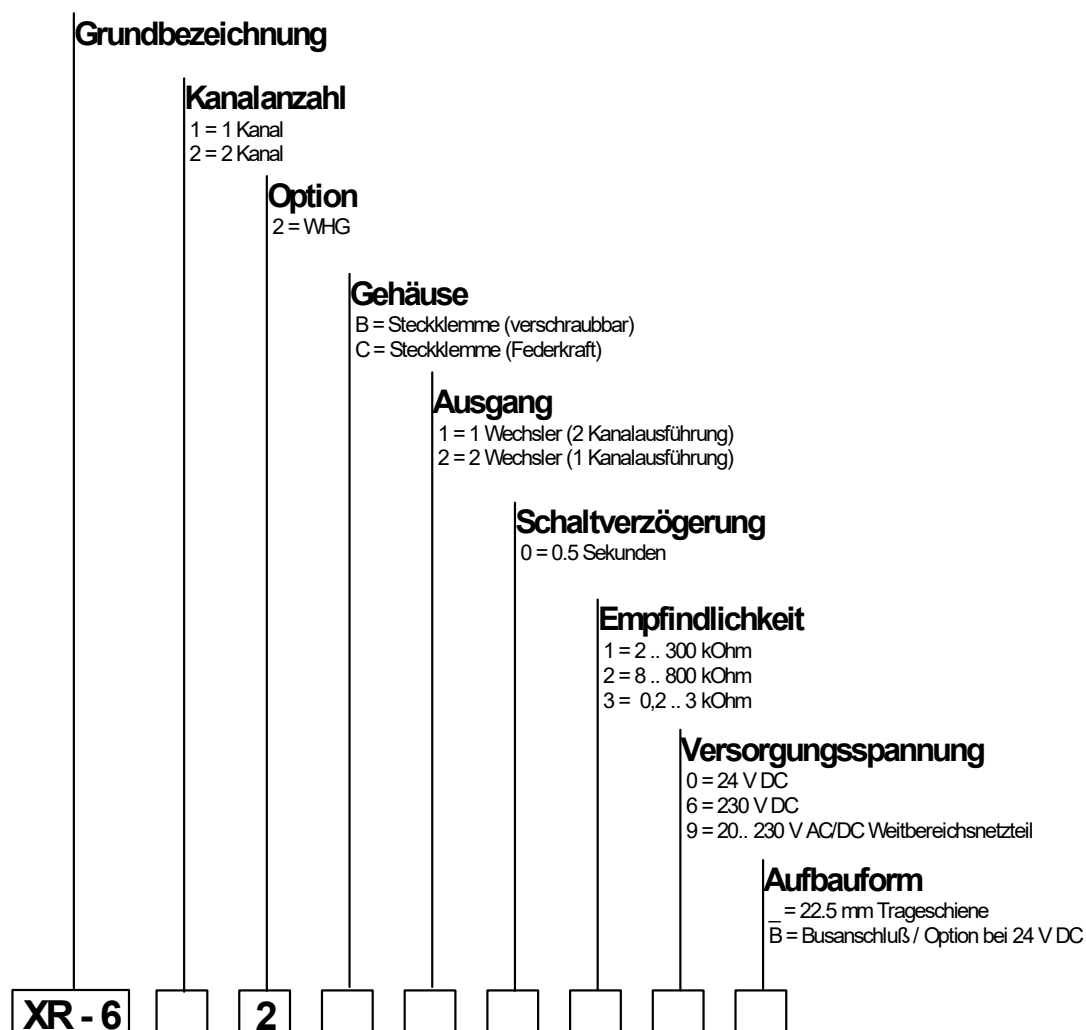 Grundbezeichnung
Kanalanzahl
1 = 1 Kanal
2 = 2 Kanal
Option
2 = WHG
Gehäuse
B = Steckklemme (verschraubbar)
C = Steckklemme (Federkraft)
Ausgang
1 = 1 Wechsler (2 Kanalausführung)
2 = 2 Wechsler (1 Kanalausführung)
Schaltverzögerung
0 = 0.5 Sekunden
Empfindlichkeit
1 = 2 .. 300 kOhm
2 = 8 .. 800 kOhm
3 = 0,2 .. 3 kOhm
Versorgungsspannung
0 = 24 V DC
6 = 230 V DC
9 = 20.. 230 V AC/DC Weitbereichsnetzteil
Aufbauform
_ = 22.5 mm Trageschiene
B = Busanschluß / Option bei 24 V DC
XR - 6 2